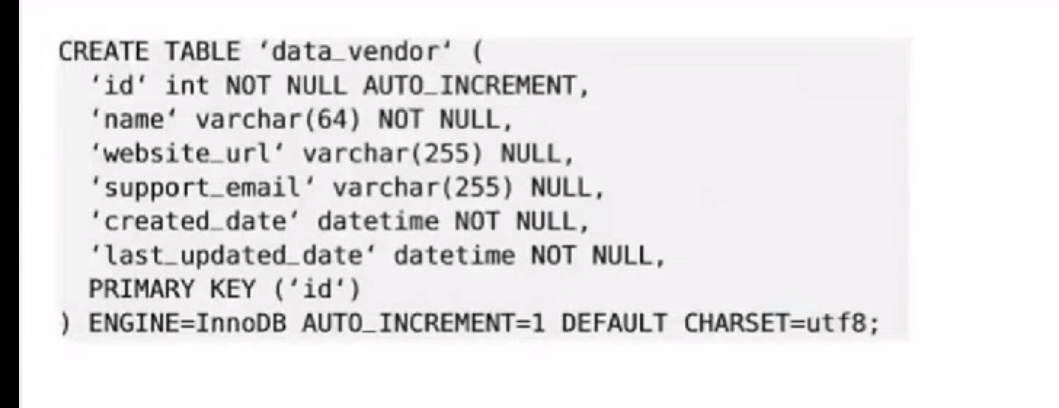 CREATE TABLE ‘data_vendor‘ (
‘id‘ int NOT NULL AUTO_INCREMENT,
‘name‘ varchar(64) NOT NULL,
‘website_url‘ varchar(255) NULL,
‘support_email‘ varchar(255) NULL,
‘created_date‘ datetime NOT NULL,
‘last_updated_date‘ datetime NOT NULL,
PRIMARY KEY (‘id‘)
) ENGINE=InnoDB AUTO_INCREMENT=1 DEFAULT CHARSET=utf8;